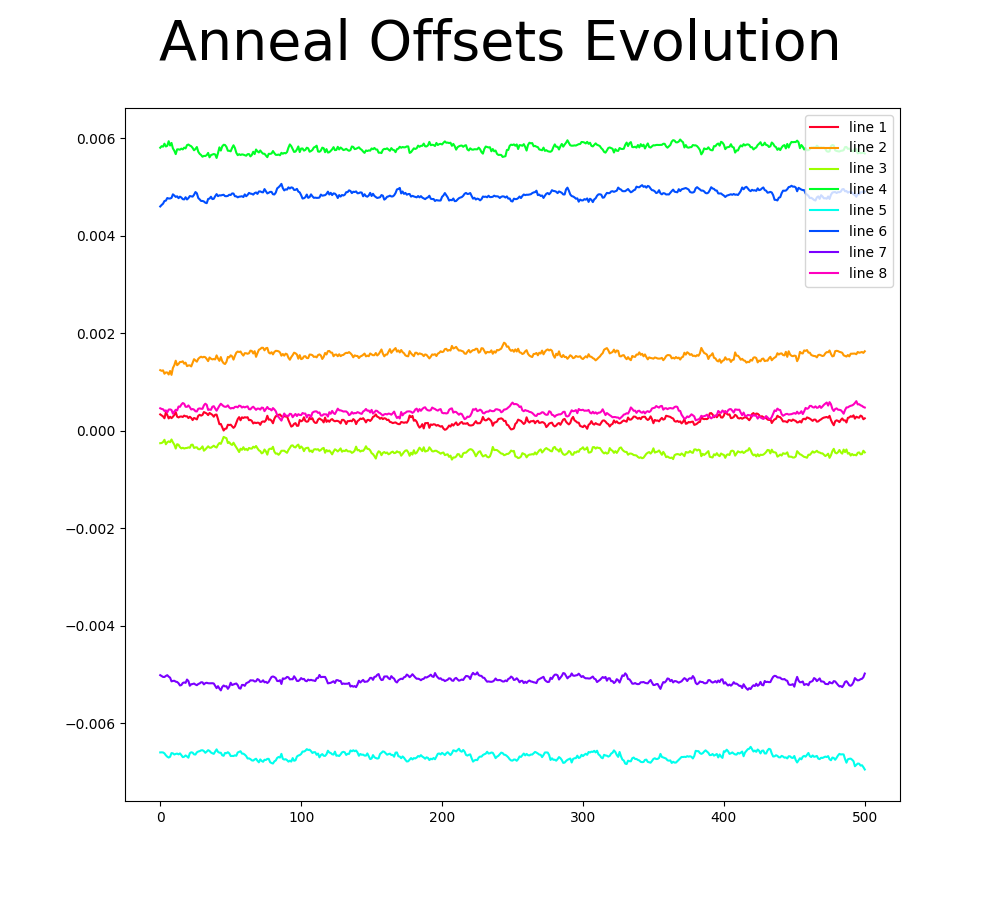 Anneal Offsets Evolution
0.006
0.004
0.002
0.000
−0.002
−0.004
−0.006
0 100 200 300 400 500
line 1
line 2
line 3
line 4
line 5
line 6
line 7
line 8